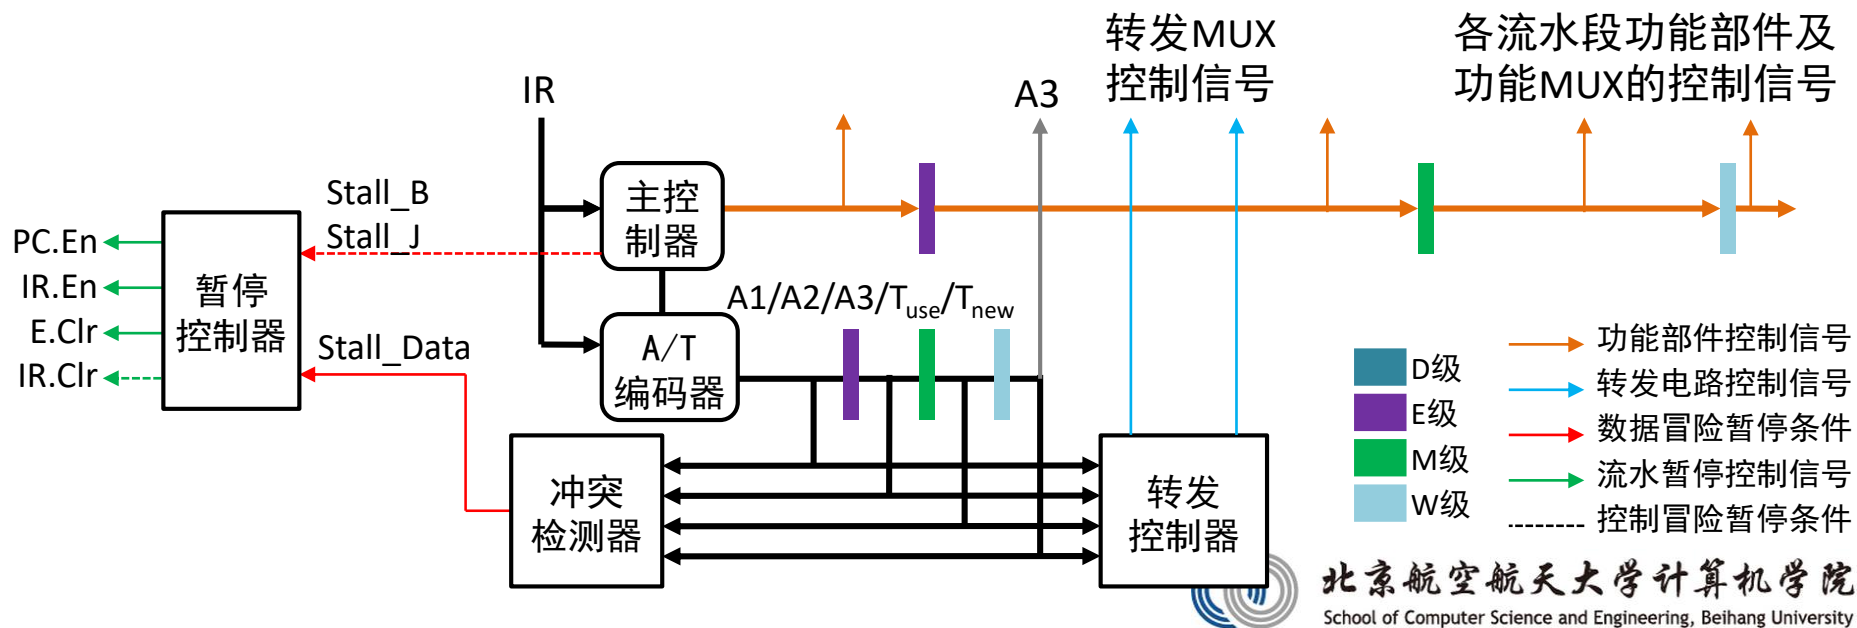 转发MUX
控制信号
各流水段功能部件及
功能MUX的控制信号
IR
A3
Stall_B
Stall_J
主控
制器
PC.En
IR.En
E.Clr
IR.Clr
暂停
控制器
A1/A2/A3/Tuse/Tnew
Stall_Data
A/T
编码器
冲突
检测器
转发
控制器
D级
E级
M级
W级
功能部件控制信号
转发电路控制信号
数据冒险暂停条件
流水暂停控制信号
控制冒险暂停条件
北京航空航天大学计算机学院
School of Computer Science and Engineering, Beihang University